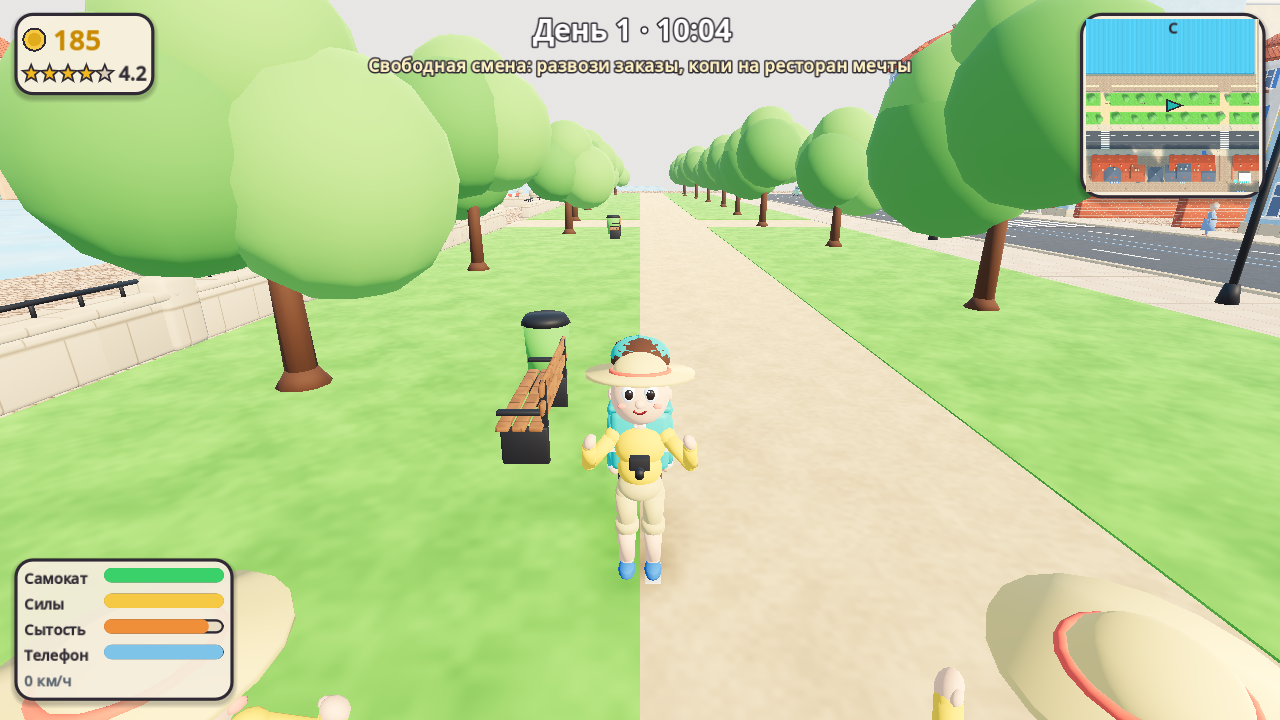 185
4.2
День 1 · 10:04
Свободная смена: развози заказы, копи на ресторан мечты
С
Самокат
Силы
Сытость
Телефон
0 км/ч